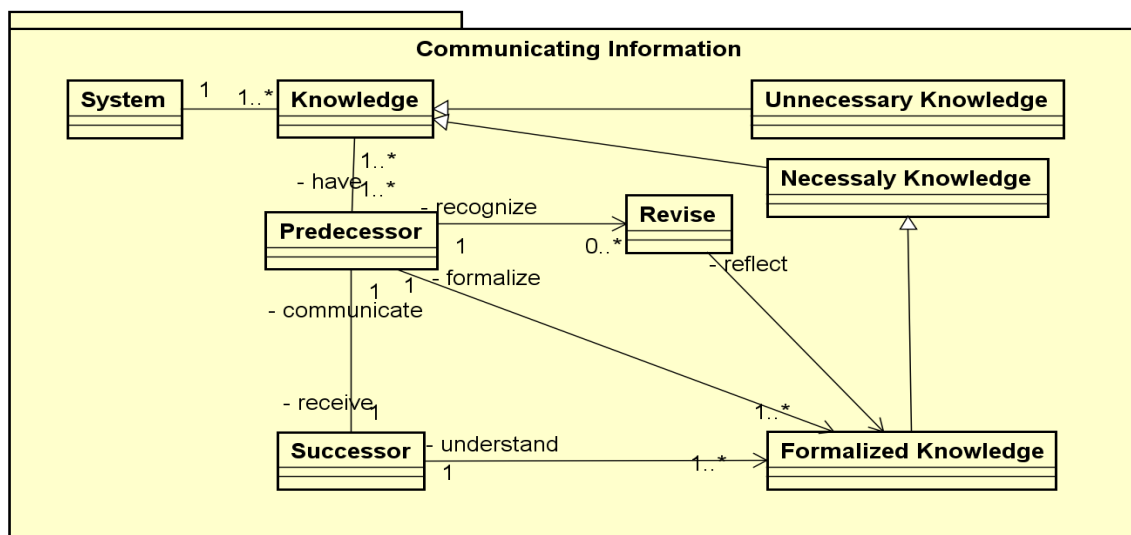 Communicating Information
System
1
1..*
Knowledge
Unnecessary Knowledge
1..*
- have
1..*
Necessaly Knowledge
Predecessor
- recognize
1
0..*
Revise
- formalize
1
1
- reflect
- communicate
- receive
1
1..*
Successor
- understand
1
1..*
Formalized Knowledge